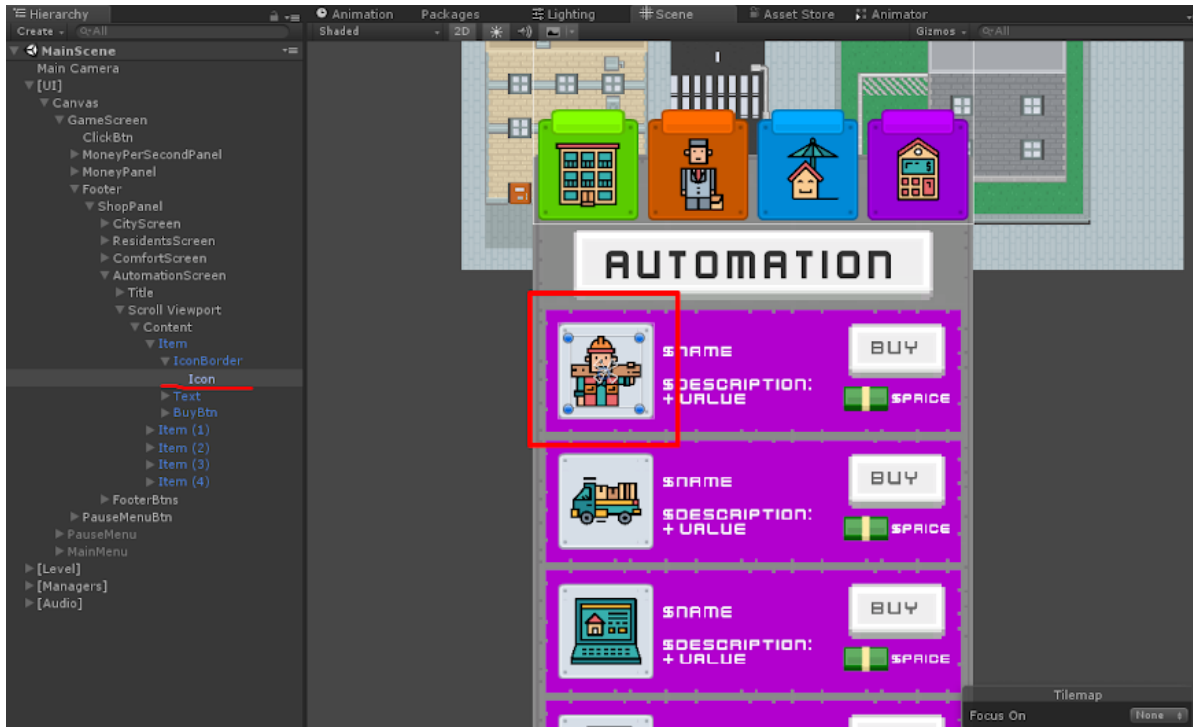 Hierarchy
Create
All
MainScene
Main Camera
[UI]
Canvas
GameScreen
ClickBtn
MoneyPerSecondPanel
MoneyPanel
Footer
ShopPanel
CityScreen
ResidentsScreen
ComfortScreen
AutomationScreen
Title
Scroll Viewport
Content
Item
IconBorder
Icon
Text
BuyBtn
Item (1)
Item (2)
Item (3)
Item (4)
FooterBtns
PauseMenuBtn
PauseMenu
MainMenu
[Level]
[Managers]
[Audio]
Animation Packages Lighting Scene Asset Store Animator
Shaded 2D Gizmos All
AUTOMATION
$NAME
BUY
$DESCRIPTION:
+ VALUE
$PRICE
$NAME
BUY
$DESCRIPTION:
+ VALUE
$PRICE
$NAME
BUY
$DESCRIPTION:
+ VALUE
$PRICE
Tilemap
Focus On None